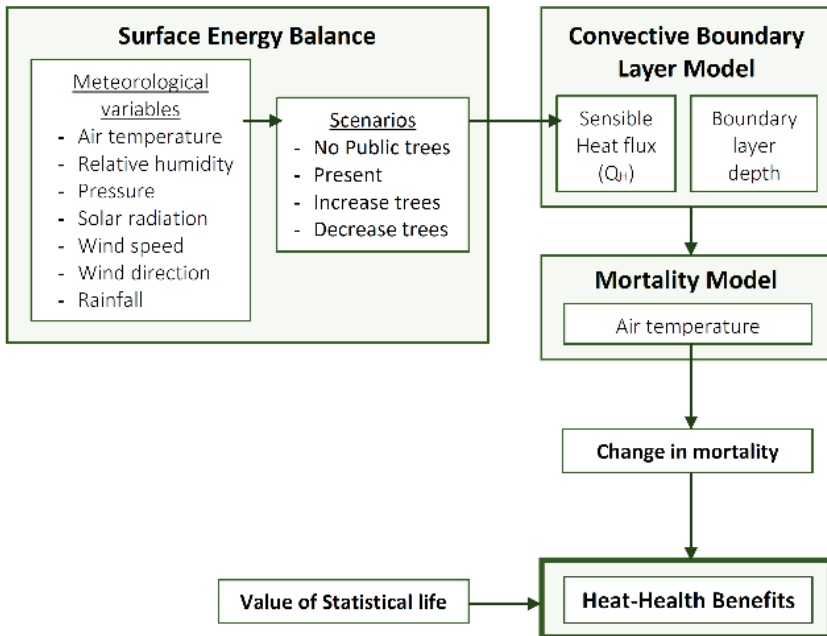 Surface Energy Balance
Meteorological
variables
- Air temperature
- Relative humidity
- Pressure
- Solar radiation
- Wind speed
- Wind direction
- Rainfall
Scenarios
- No Public trees
- Present
- Increase trees
- Decrease trees
Convective Boundary
Layer Model
Sensible
Heat flux
(QH)
Boundary
layer
depth
Mortality Model
Air temperature
Change in mortality
Value of Statistical life
Heat-Health Benefits